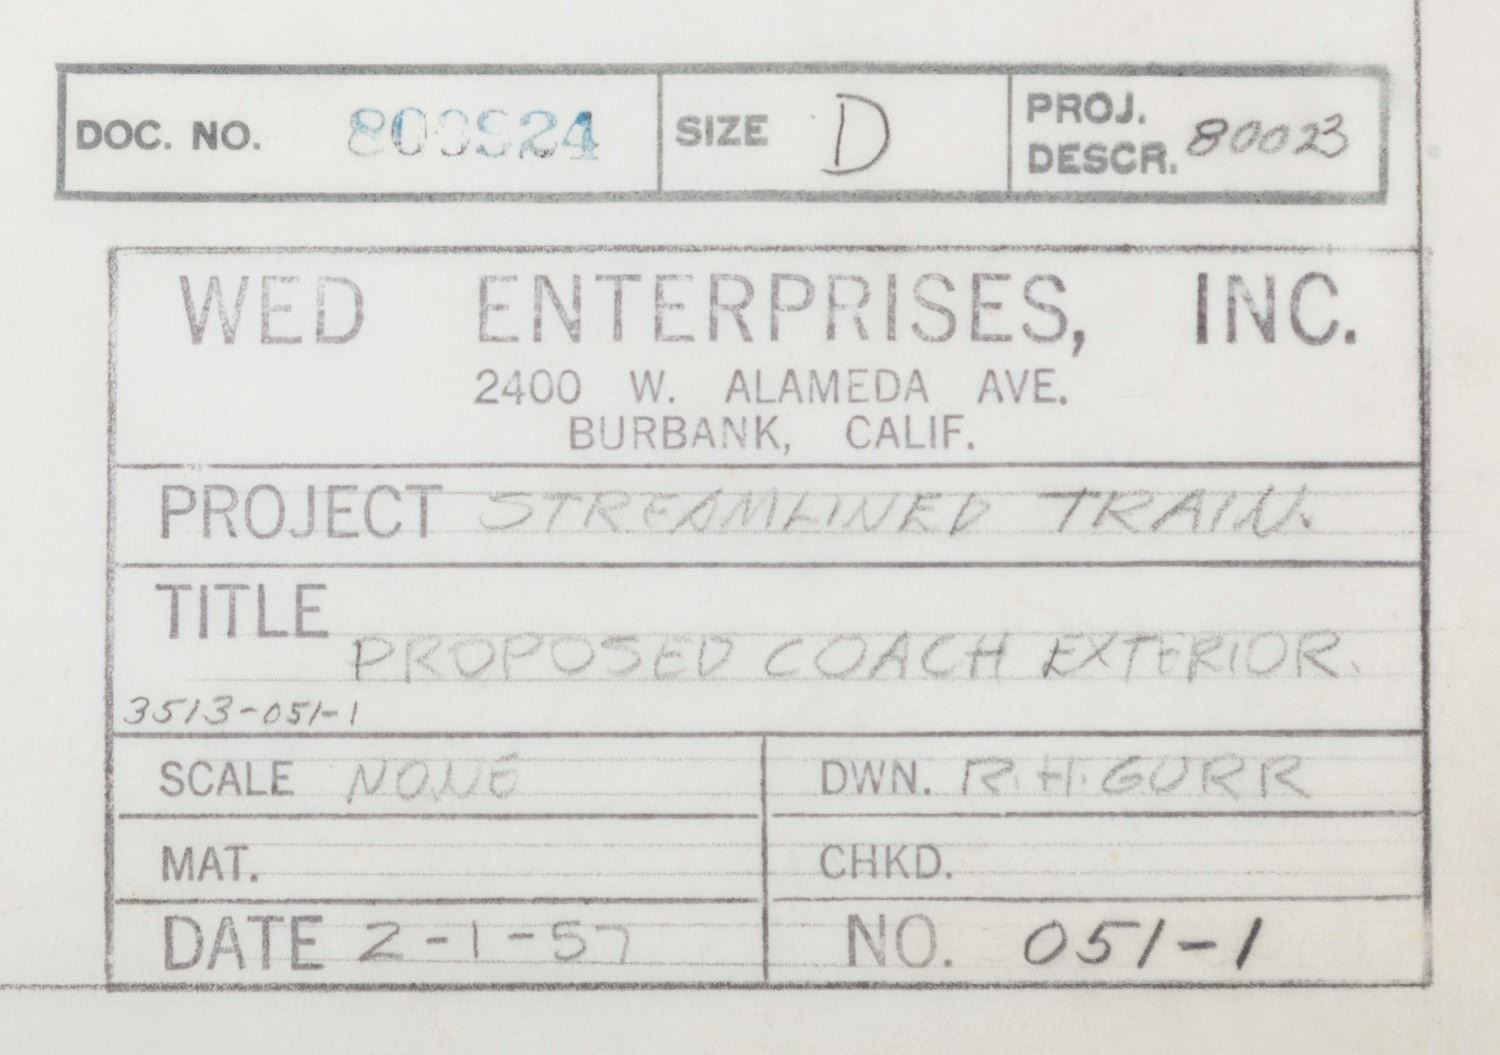 DOC. NO. 800924 SIZE D PROJ. DESCR. 80023
WED ENTERPRISES, INC.
2400 W. ALAMEDA AVE.
BURBANK, CALIF.
PROJECT STREAMLINED TRAIN.
TITLE
PROPOSED COACH EXTERIOR.
3513-051-1
SCALE NONE DWN. R.H. GURR
MAT. CHKD.
DATE 2-1-57 NO. 051-1